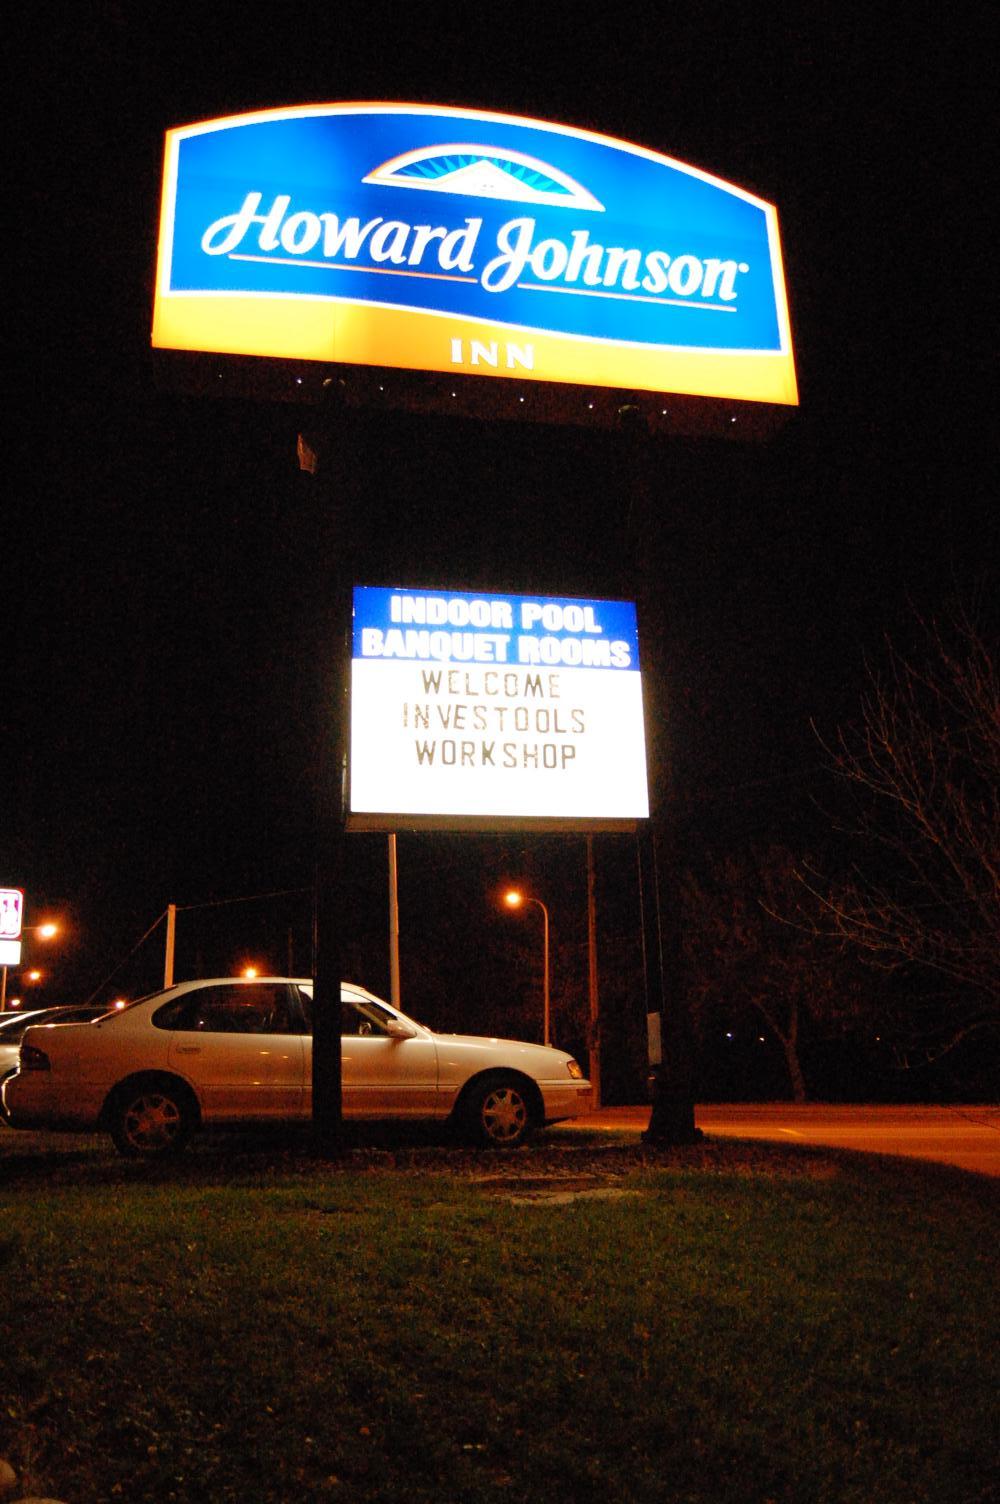 Howard Johnson
INN
INDOOR POOL
BANQUET ROOMS
WELCOME
INVESTOOLS
WORKSHOP